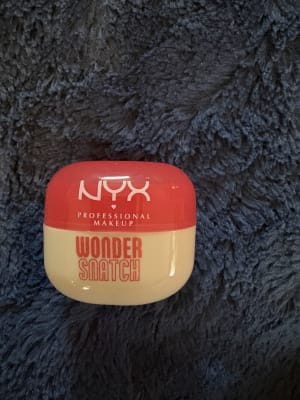 NYX
PROFESSIONAL
MAKEUP
WONDER
SNATCH